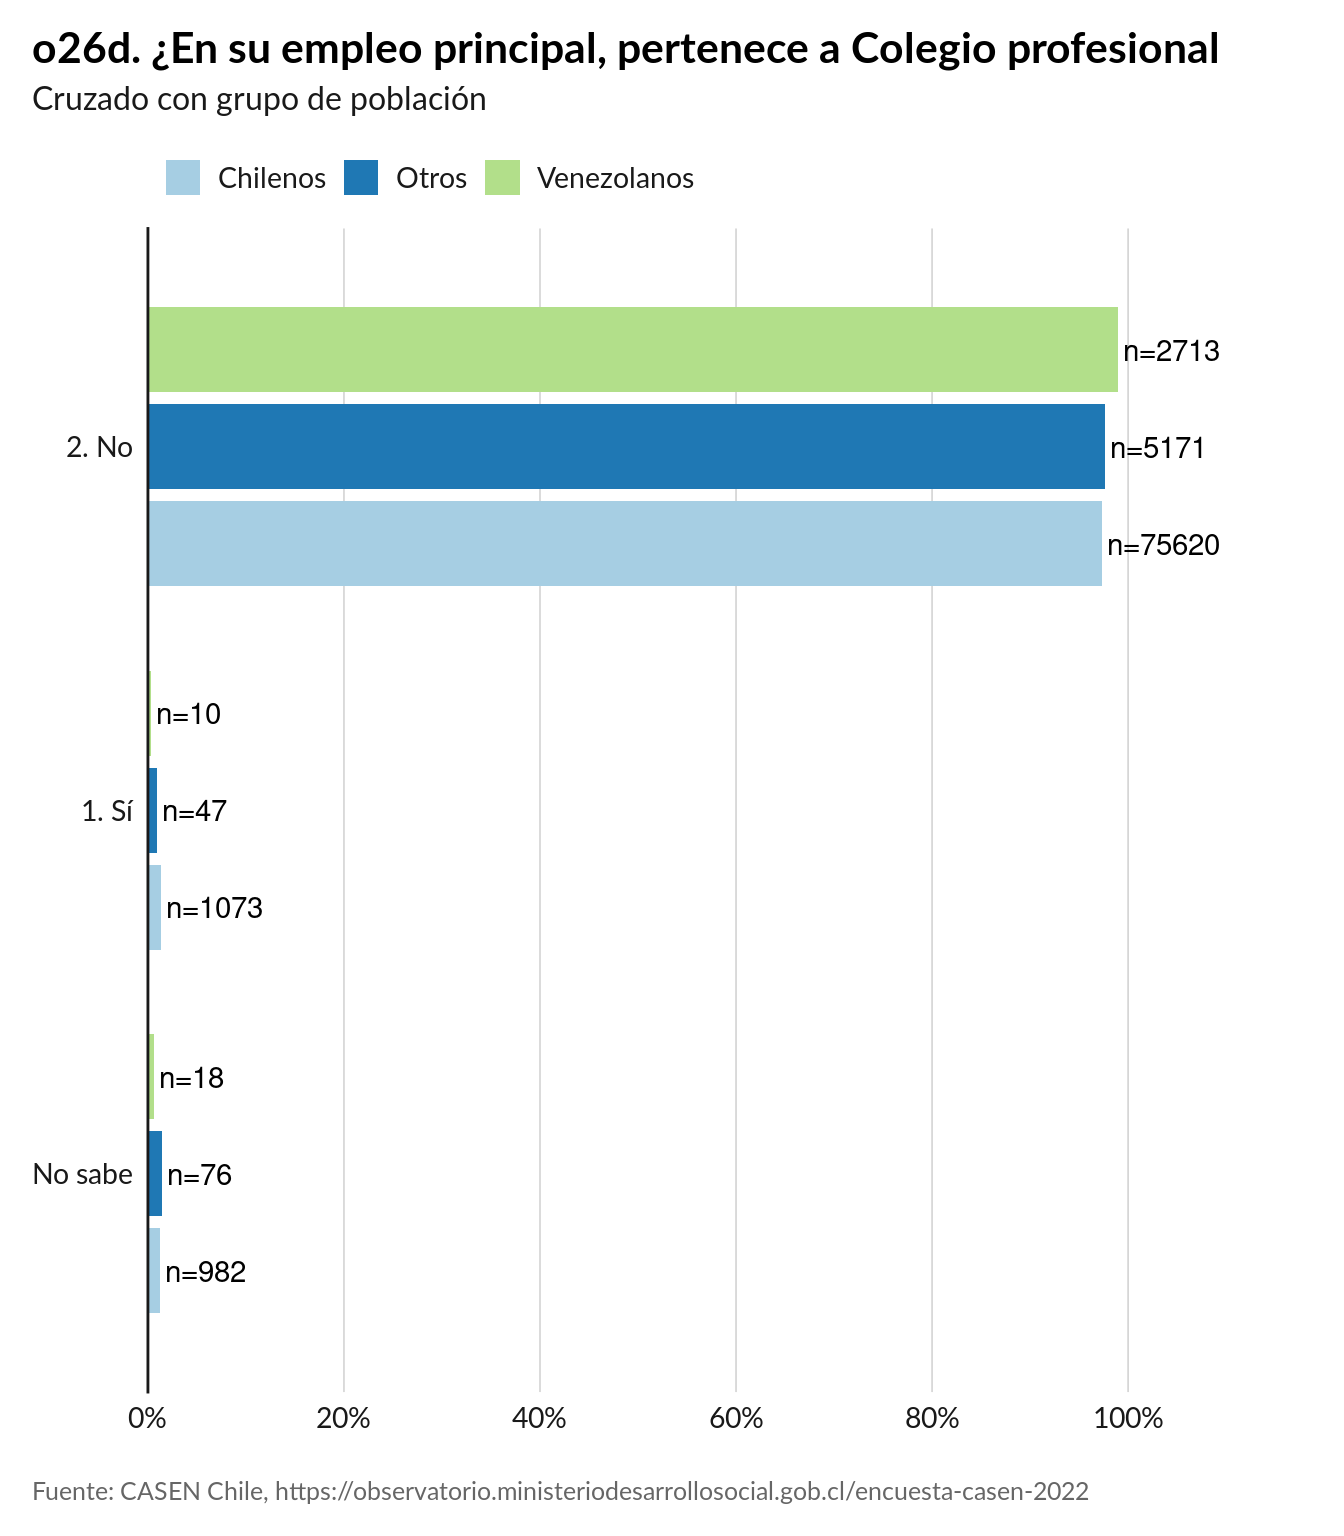 o26d. ¿En su empleo principal, pertenece a Colegio profesional
Cruzado con grupo de población
Chilenos Otros Venezolanos
n=2713
2. No n=5171
n=75620
n=10
1. Sí n=47
n=1073
n=18
No sabe n=76
n=982
0% 20% 40% 60% 80% 100%
Fuente: CASEN Chile, https://observatorio.ministeriodesarrollosocial.gob.cl/encuesta-casen-2022